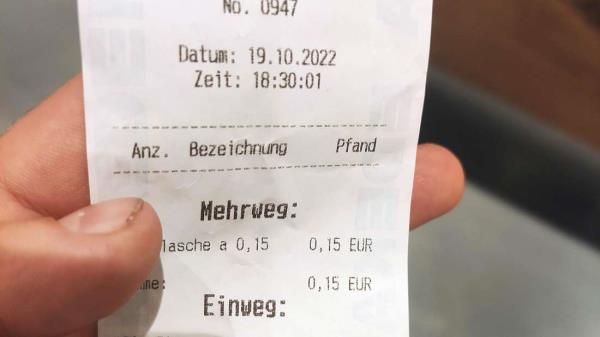 No. 0947
Datum: 19.10.2022
Zeit: 18:30:01
Anz. Bezeichnung Pfand
Mehrweg:
lasche a 0,15 0,15 EUR
me: 0,15 EUR
Einweg: